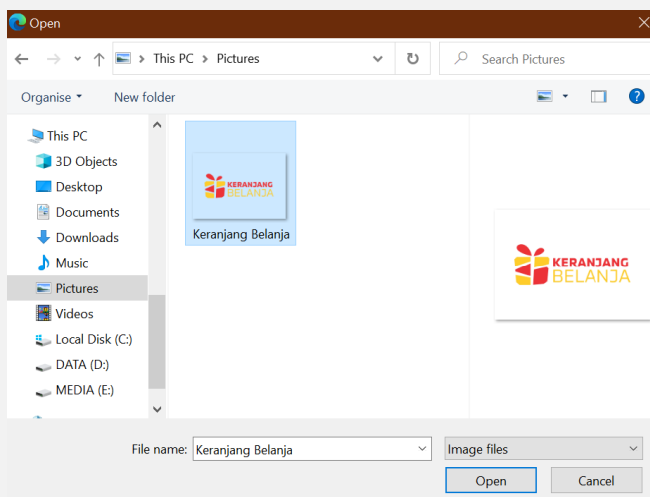 Open
This PC > Pictures
Search Pictures
Organise
New folder
This PC
3D Objects
Desktop
Documents
Downloads
Music
Pictures
Videos
Local Disk (C:)
DATA (D:)
MEDIA (E:)
KERANJANG
BELANJA
Keranjang Belanja
KERANJANG
BELANJA
File name: Keranjang Belanja
Image files
Open
Cancel